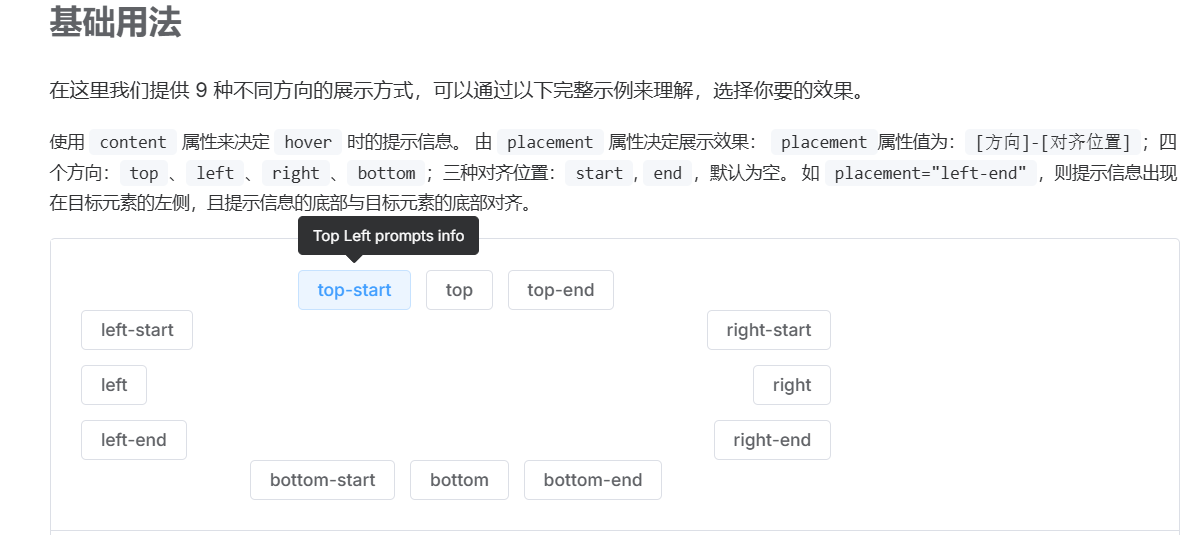 基础用法
在这里我们提供 9 种不同方向的展示方式，可以通过以下完整示例来理解，选择你要的效果。
使用 content 属性来决定 hover 时的提示信息。 由 placement 属性决定展示效果： placement 属性值为： [方向]-[对齐位置] ；四
个方向： top 、 left 、 right 、 bottom ；三种对齐位置： start , end ，默认为空。 如 placement="left-end" ，则提示信息出现
在目标元素的左侧，且提示信息的底部与目标元素的底部对齐。
Top Left prompts info
top-start top top-end
left-start right-start
left right
left-end right-end
bottom-start bottom bottom-end